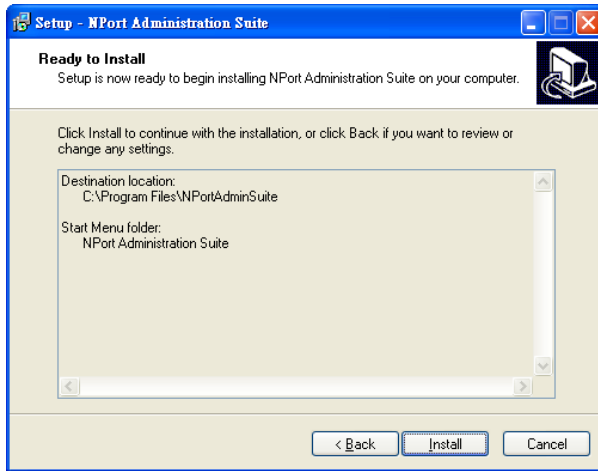 Setup - NPort Administration Suite
Ready to Install
Setup is now ready to begin installing NPort Administration Suite on your computer.
Click Install to continue with the installation, or click Back if you want to review or
change any settings.
Destination location:
C:\Program Files\NPortAdminSuite
Start Menu folder:
NPort Administration Suite
< Back
Install
Cancel